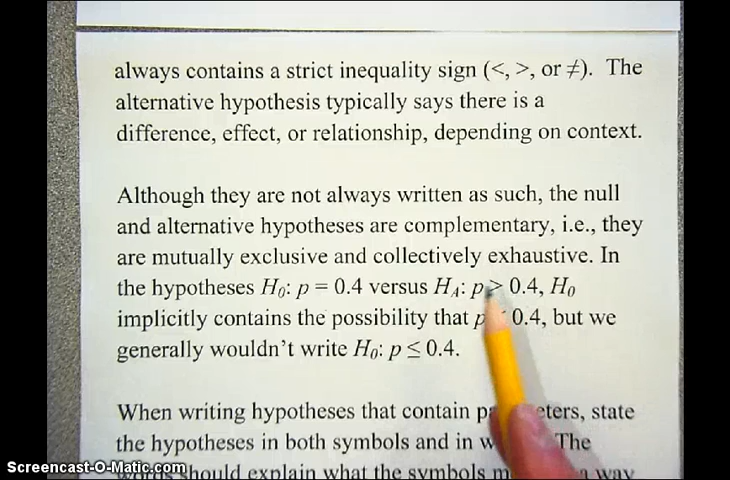 always contains a strict inequality sign (<, >, or ≠). The
alternative hypothesis typically says there is a
difference, effect, or relationship, depending on context.
Although they are not always written as such, the null
and alternative hypotheses are complementary, i.e., they
are mutually exclusive and collectively exhaustive. In
the hypotheses H₀: p = 0.4 versus H_A: p > 0.4, H₀
implicitly contains the possibility that p < 0.4, but we
generally wouldn't write H₀: p ≤ 0.4.
When writing hypotheses that contain state
the hypotheses in both symbols and in The
should explain what the symbols a way
Screencast-O-Matic.com